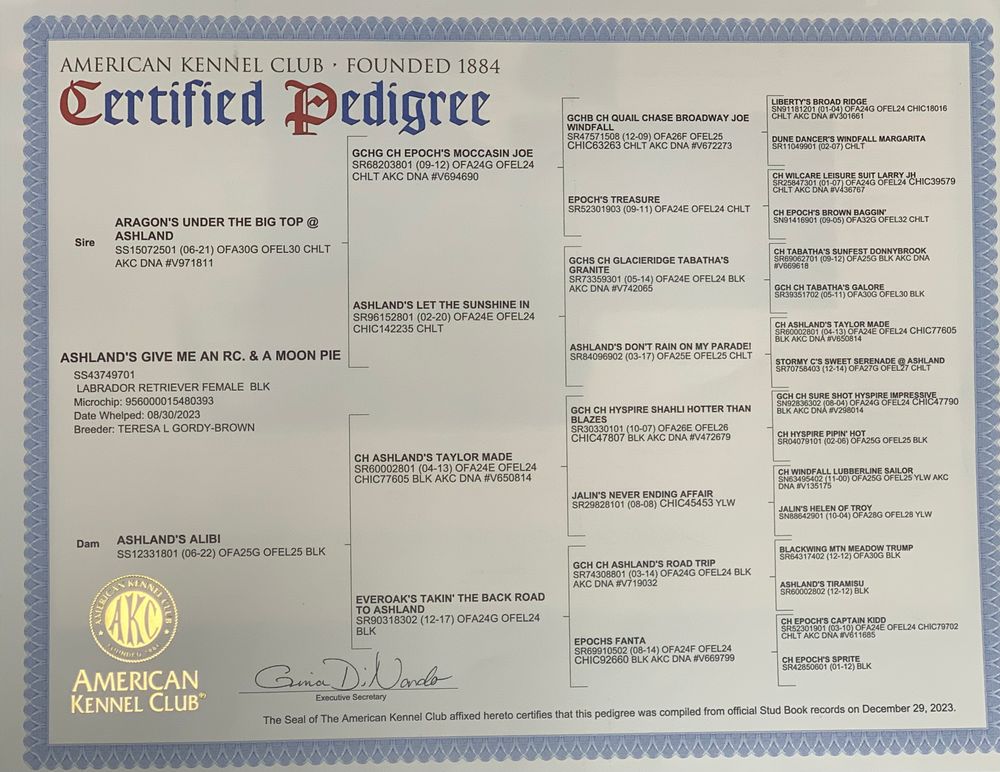 AMERICAN KENNEL CLUB · FOUNDED 1884
Certified Pedigree
Sire
ARAGON'S UNDER THE BIG TOP @
ASHLAND
SS15072501 (06-21) OFA30G OFEL30 CHLT
AKC DNA #V971811
ASHLAND'S GIVE ME AN RC. & A MOON PIE
SS43749701
LABRADOR RETRIEVER FEMALE BLK
Microchip: 956000015480393
Date Whelped: 08/30/2023
Breeder: TERESA L GORDY-BROWN
Dam
ASHLAND'S ALIBI
SS12331801 (06-22) OFA25G OFEL25 BLK
GCHG CH EPOCH'S MOCCASIN JOE
SR68203801 (09-12) OFA24G OFEL24
CHLT AKC DNA #V694690
ASHLAND'S LET THE SUNSHINE IN
SR96152801 (02-20) OFA24E OFEL24
CHIC142235 CHLT
CH ASHLAND'S TAYLOR MADE
SR60002801 (04-13) OFA24E OFEL24
CHIC77605 BLK AKC DNA #V650814
EVEROAK'S TAKIN' THE BACK ROAD
TO ASHLAND
SR90318302 (12-17) OFA24G OFEL24
BLK
GCHB CH QUAIL CHASE BROADWAY JOE
WINDFALL
SR47571508 (12-09) OFA26F OFEL25
CHIC63263 CHLT AKC DNA #V672273
EPOCH'S TREASURE
SR52301903 (09-11) OFA24E OFEL24 CHLT
GCHS CH GLACIERIDGE TABATHA'S
GRANITE
SR73359301 (05-14) OFA24E OFEL24 BLK
AKC DNA #V742065
ASHLAND'S DON'T RAIN ON MY PARADE!
SR84096902 (03-17) OFA25E OFEL25 CHLT
GCH CH HYSPIRE SHAHLI HOTTER THAN
BLAZES
SR30330101 (10-07) OFA26E OFEL26
CHIC47807 BLK AKC DNA #V472679
JALIN'S NEVER ENDING AFFAIR
SR29828101 (08-08) CHIC45453 YLW
GCH CH ASHLAND'S ROAD TRIP
SR74308801 (03-14) OFA24G OFEL24 BLK
AKC DNA #V719032
EPOCHS FANTA
SR69910502 (08-14) OFA24F OFEL24
CHIC92660 BLK AKC DNA #V669799
LIBERTY'S BROAD RIDGE
SN91181201 (01-04) OFA24G OFEL24 CHIC18016
CHLT AKC DNA #V301661
DUNE DANCER'S WINDFALL MARGARITA
SR11049901 (02-07) CHLT
CH WILCARE LEISURE SUIT LARRY JH
SR25847301 (01-07) OFA24G OFEL24 CHIC39579
CHLT AKC DNA #V436767
CH EPOCH'S BROWN BAGGIN'
SN91416901 (09-05) OFA32G OFEL32 CHLT
CH TABATHA'S SUNFEST DONNYBROOK
SR69062701 (09-12) OFA25G BLK AKC DNA
#V669618
GCH CH TABATHA'S GALORE
SR39351702 (05-11) OFA30G OFEL30 BLK
CH ASHLAND'S TAYLOR MADE
SR60002801 (04-13) OFA24E OFEL24 CHIC77605
BLK AKC DNA #V650814
STORMY C'S SWEET SERENADE @ ASHLAND
SR70758403 (12-14) OFA27G OFEL27 CHLT
GCH CH SURE SHOT HYSPIRE IMPRESSIVE
SN92836302 (08-04) OFA24G OFEL24 CHIC47790
BLK AKC DNA #V298014
CH HYSPIRE PIPIN' HOT
SR04079101 (02-06) OFA25G OFEL25 BLK
CH WINDFALL LUBBERLINE SAILOR
SN63495402 (11-00) OFA25G OFEL25 YLW AKC
DNA #V135175
JALIN'S HELEN OF TROY
SN88642901 (10-04) OFA28G OFEL28 YLW
BLACKWING MTN MEADOW TRUMP
SR64317402 (12-12) OFA30G BLK
ASHLAND'S TIRAMISU
SR60002802 (12-12) BLK
CH EPOCH'S CAPTAIN KIDD
SR52301901 (03-10) OFA24E OFEL24 CHIC79702
CHLT AKC DNA #V611685
CH EPOCH'S SPRITE
SR42850601 (01-12) BLK
AMERICAN KENNEL CLUB
AKC
FOUNDED 1884
AMERICAN
KENNEL CLUB®
Gina DiNardo
Executive Secretary
The Seal of The American Kennel Club affixed hereto certifies that this pedigree was compiled from official Stud Book records on December 29, 2023.